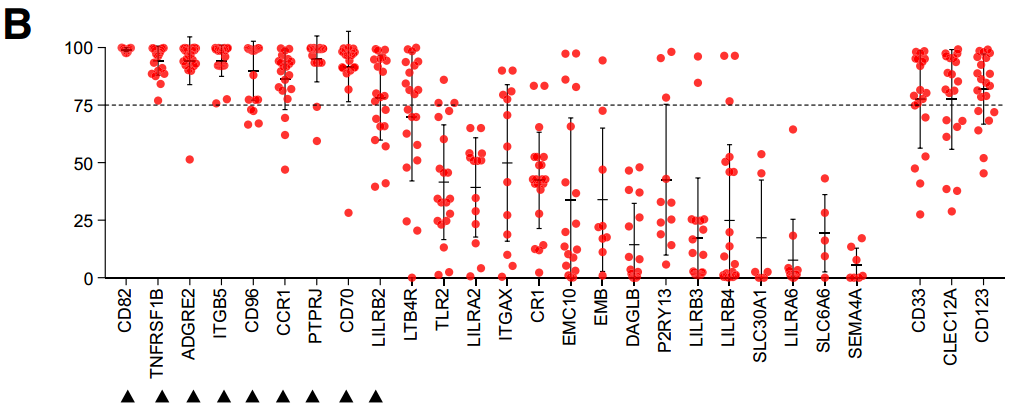 B
100
75
50
25
0
CD82
TNFRSF1B
ADGRE2
ITGB5
CD96
CCR1
PTPRJ
CD70
LILRB2
LTB4R
TLR2
LILRA2
ITGAX
CR1
EMC10
EMB
DAGLB
P2RY13
LILRB3
LILRB4
SLC30A1
LILRA6
SLC6A6
SEMA4A
CD33
CLEC12A
CD123